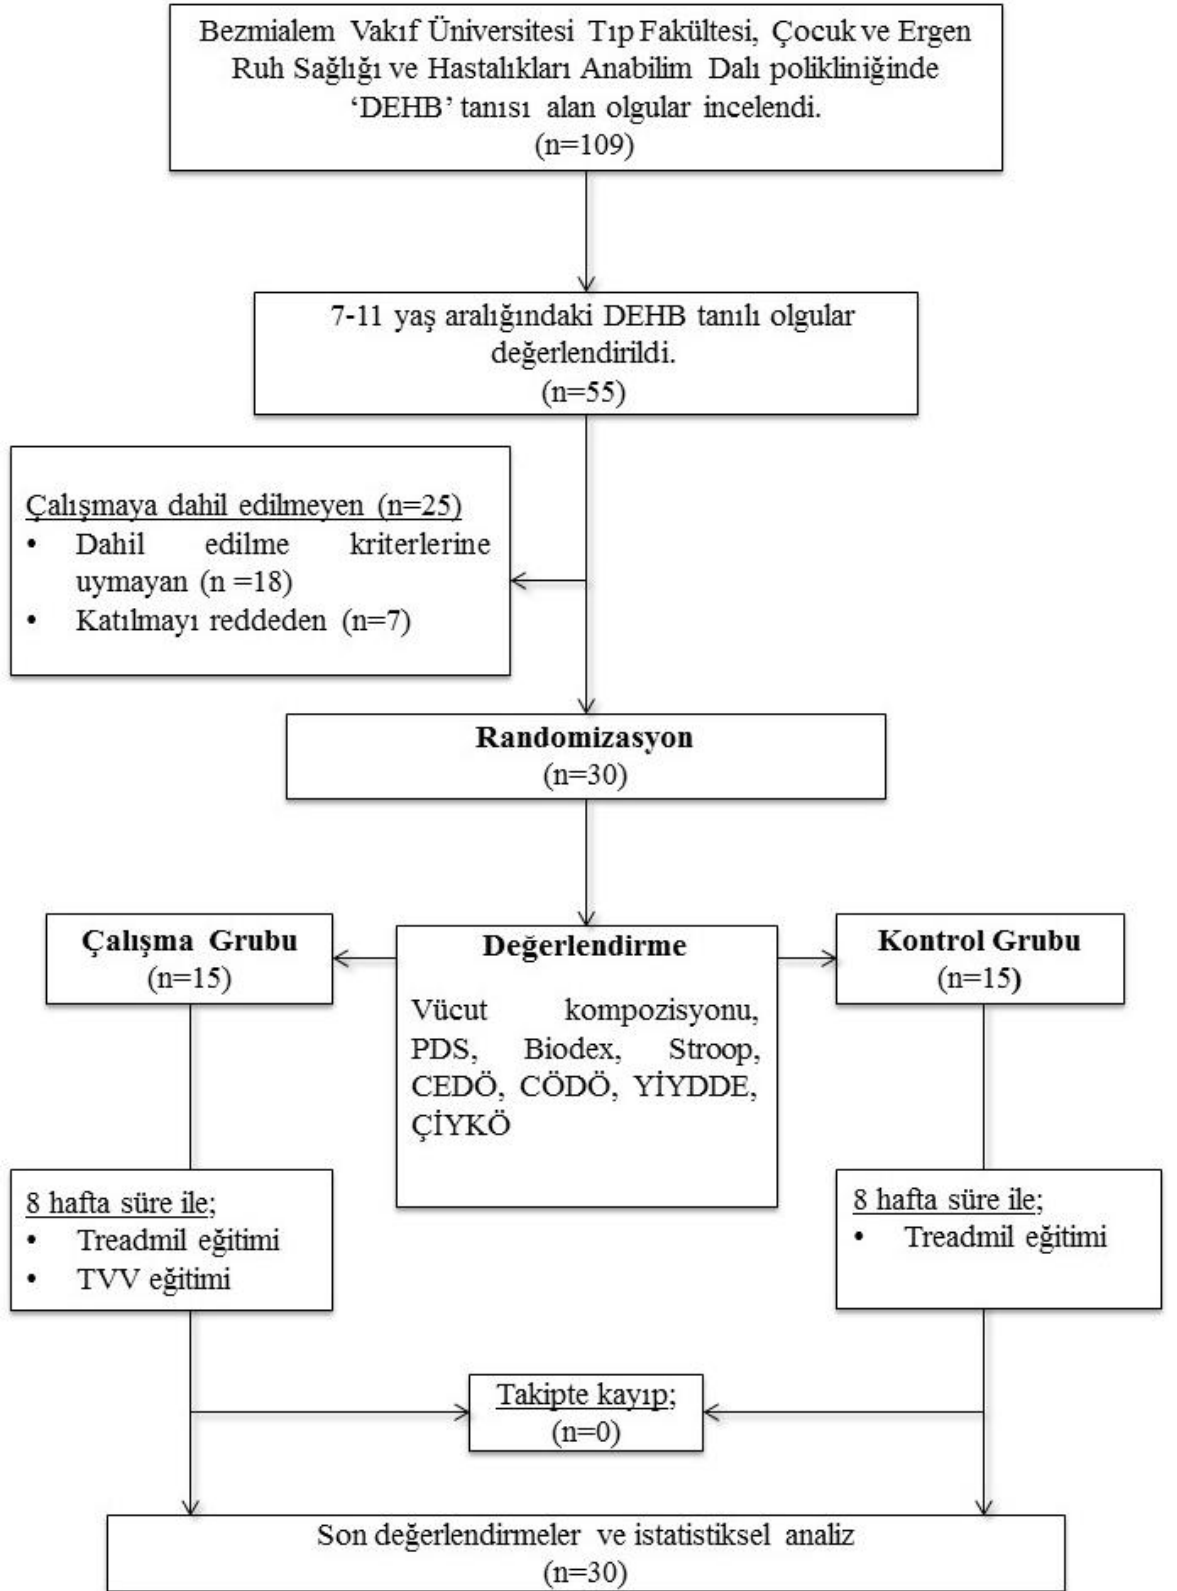 Bezmialem Vakıf Üniversitesi Tıp Fakültesi, Çocuk ve Ergen
Ruh Sağlığı ve Hastalıkları Anabilim Dalı polikliniğinde
‘DEHB’ tanısı alan olgular incelendi.
(n=109)
7-11 yaş aralığındaki DEHB tanılı olgular
değerlendirildi.
(n=55)
Çalışmaya dahil edilmeyen (n=25)
• Dahil edilme kriterlerine
uymayan (n =18)
• Katılmayı reddeden (n=7)
Randomizasyon
(n=30)
Çalışma Grubu
(n=15)
Değerlendirme
Vücut kompozisyonu,
PDS, Biodex, Stroop,
CEDÖ, CÖDÖ, YİYDDE,
ÇİYKÖ
Kontrol Grubu
(n=15)
8 hafta süre ile;
• Treadmil eğitimi
• TVV eğitimi
8 hafta süre ile;
• Treadmil eğitimi
Takipte kayıp;
(n=0)
Son değerlendirmeler ve istatistiksel analiz
(n=30)